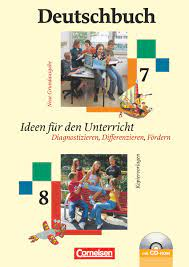 Deutschbuch
Neue Grundausgabe
7
Ideen für den Unterricht
Diagnostizieren, Differenzieren, Fördern
8
Kopiervorlagen
Cornelsen
mit CD-ROM